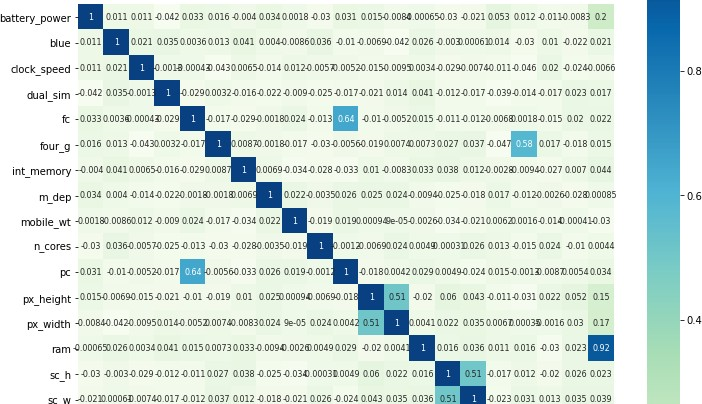 battery_power 1 0.011 0.011 -0.042 0.033 0.016 -0.004 0.034 0.0018 -0.03 0.031 0.015 -0.0084 0.00065 -0.03 -0.021 0.053 0.012 -0.011 -0.0083 0.2
blue 0.011 1 0.021 0.035 0.0036 0.013 0.041 0.004 -0.0086 0.036 -0.01 -0.0069 -0.042 0.026 -0.003 0.00061 0.014 -0.03 0.01 -0.022 0.021
clock_speed 0.011 0.021 1 -0.0013 0.00043 -0.043 0.0065 -0.014 0.012 -0.0057 0.0052 -0.015 -0.0095 0.0034 -0.029 -0.0074 -0.011 -0.046 0.02 -0.024 -0.0066
dual_sim -0.042 0.035 -0.0013 1 -0.029 0.0032 -0.016 -0.022 -0.009 -0.025 -0.017 -0.021 0.014 0.041 -0.012 -0.017 -0.039 -0.014 -0.017 0.023 0.017
fc 0.033 0.0036 0.00043 -0.029 1 -0.017 -0.029 -0.0018 0.024 -0.013 0.64 -0.01 -0.0052 0.015 -0.011 -0.012 -0.0068 0.0018 -0.015 0.02 0.022
four_g 0.016 0.013 -0.043 0.0032 -0.017 1 0.0087 0.0018 -0.017 -0.03 -0.0056 -0.019 0.0074 0.0073 0.027 0.037 -0.047 0.58 0.017 -0.018 0.015
int_memory -0.004 0.041 0.0065 -0.016 -0.029 0.0087 1 0.0069 -0.034 -0.028 -0.033 0.01 -0.0083 0.033 0.038 0.012 -0.0028 -0.0094 -0.027 0.007 0.044
m_dep 0.034 0.004 -0.014 -0.022 -0.0018 -0.0018 0.0069 1 0.022 -0.0035 0.026 0.025 0.024 -0.0094 -0.025 -0.018 0.017 -0.012 -0.0026 -0.028 0.00085
mobile_wt 0.0018 -0.0086 0.012 -0.009 0.024 -0.017 -0.034 0.022 1 -0.019 0.019 0.00094 9e-05 -0.0026 -0.034 -0.021 0.0062 0.0016 -0.014 -0.00041 -0.03
n_cores -0.03 0.036 -0.0057 -0.025 -0.013 -0.03 -0.028 -0.0035 -0.019 1 0.0012 -0.0069 0.024 0.0049 0.00031 0.026 0.013 -0.015 0.024 -0.01 0.0044
pc 0.031 -0.01 -0.0052 -0.017 0.64 -0.0056 -0.033 0.026 0.019 -0.0012 1 -0.018 0.0042 0.029 0.0049 -0.024 0.015 -0.0013 0.0087 0.0054 0.034
px_height 0.015 -0.0069 -0.015 -0.021 -0.01 -0.019 0.01 0.025 0.00094 0.0069 -0.018 1 0.51 -0.02 0.06 0.043 -0.011 -0.031 0.022 0.052 0.15
px_width -0.0084 -0.042 -0.0095 0.014 -0.0052 0.0074 -0.0083 0.024 9e-05 0.024 0.0042 0.51 1 0.0041 0.022 0.035 0.0067 0.00035 -0.0016 0.03 0.17
ram -0.00065 0.026 0.0034 0.041 0.015 0.0073 0.033 -0.0094 -0.0026 0.0049 0.029 -0.02 0.0041 1 0.016 0.036 0.011 0.016 -0.03 0.023 0.92
sc_h -0.03 -0.003 -0.029 -0.012 -0.011 0.027 0.038 -0.025 -0.034 0.00031 0.0049 0.06 0.022 0.016 1 0.51 -0.017 0.012 -0.02 0.026 0.023
sc_w -0.021 0.00061 0.0074 -0.017 -0.012 0.037 0.012 -0.018 -0.021 0.026 -0.024 0.043 0.035 0.036 0.51 1 -0.023 0.031 0.013 0.035 0.039
0.8
0.6
0.4